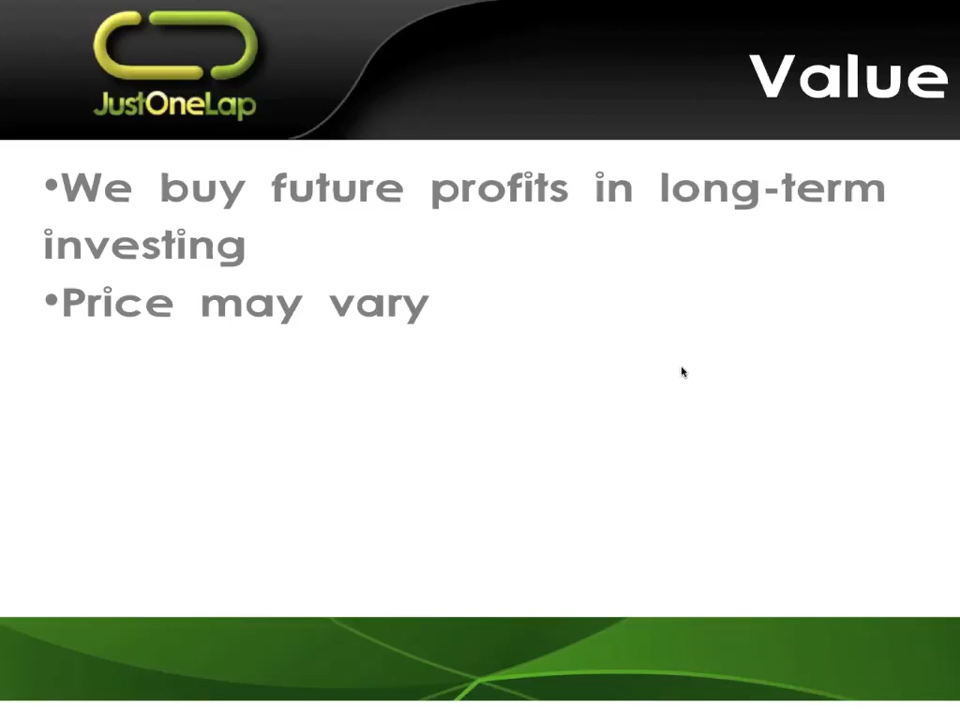 JustOneLap
Value
•We buy future profits in long-term
investing
•Price may vary